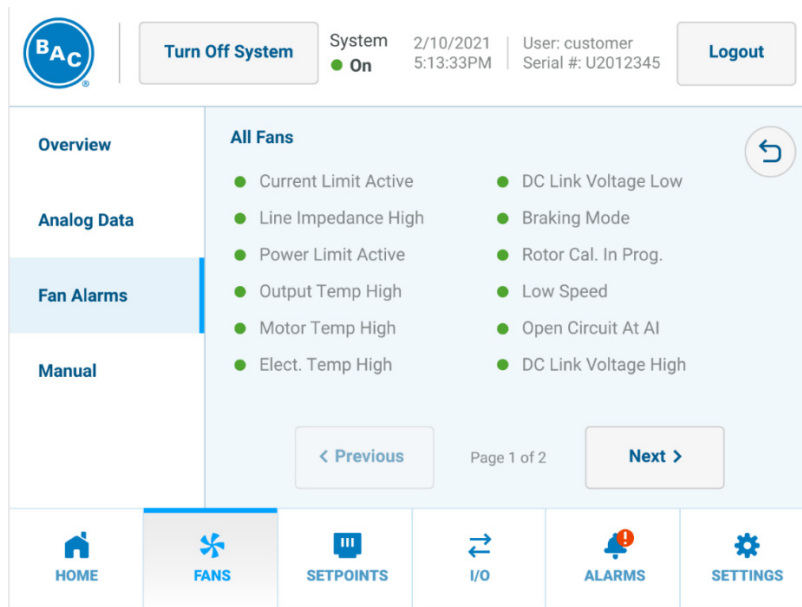 BAC
®
Turn Off System
System
On
2/10/2021
5:13:33PM
User: customer
Serial #: U2012345
Logout
Overview
Analog Data
Fan Alarms
Manual
All Fans
Current Limit Active
Line Impedance High
Power Limit Active
Output Temp High
Motor Temp High
Elect. Temp High
DC Link Voltage Low
Braking Mode
Rotor Cal. In Prog.
Low Speed
Open Circuit At AI
DC Link Voltage High
< Previous
Page 1 of 2
Next >
HOME
FANS
SETPOINTS
I/O
ALARMS
SETTINGS